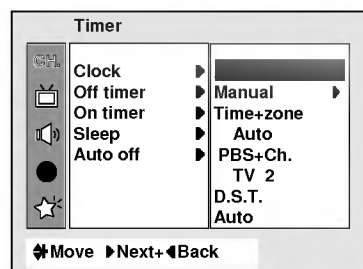 Timer
CH.
Clock
Off timer
On timer
Sleep
Auto off
Manual
Time+zone
Auto
PBS+Ch.
TV 2
D.S.T.
Auto
Move Next+ Back